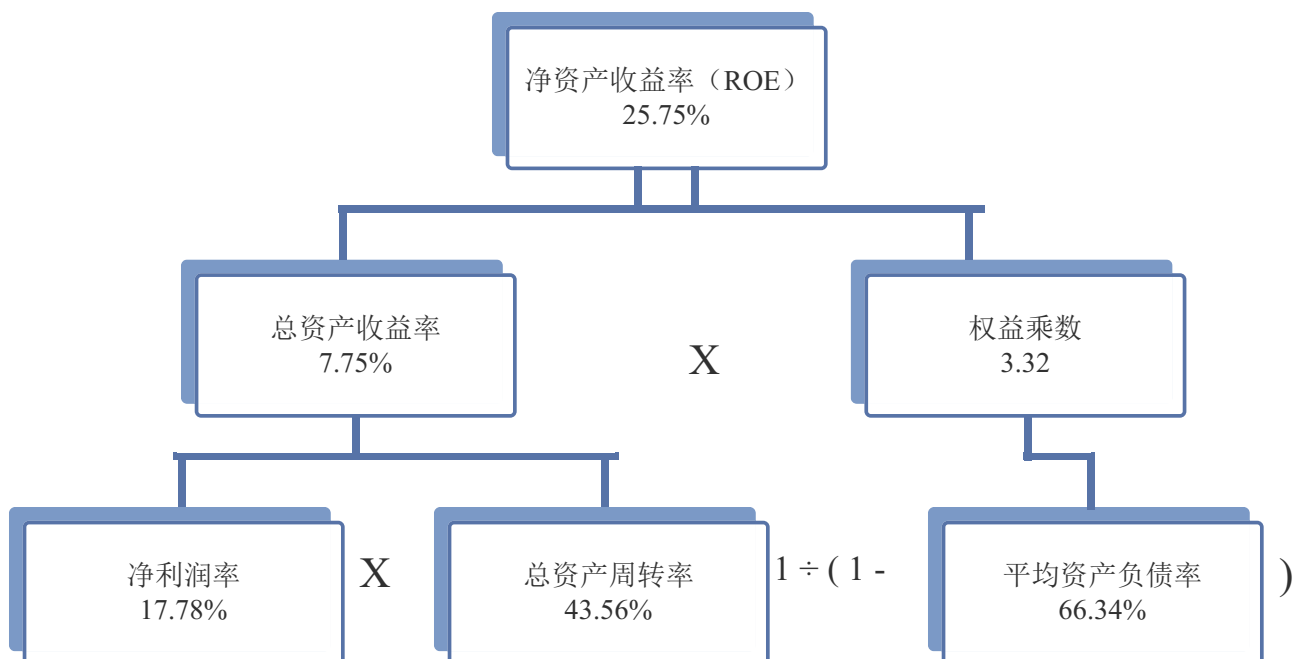 净资产收益率（ROE）
25.75%
总资产收益率
7.75%
X
权益乘数
3.32
净利润率
17.78%
X
总资产周转率
43.56%
1 ÷ ( 1 -
平均资产负债率
66.34%
)